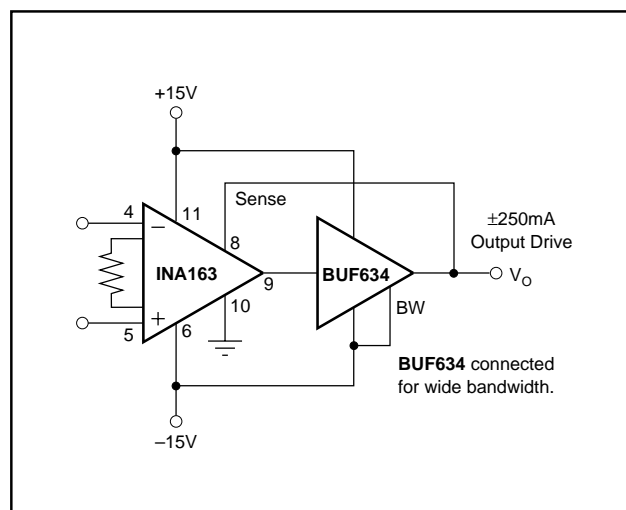 +15V
Sense
±250mA
Output Drive
4
11
–
8
INA163
9
BUF634
V_O
10
BW
+
5
6
BUF634 connected
for wide bandwidth.
–15V